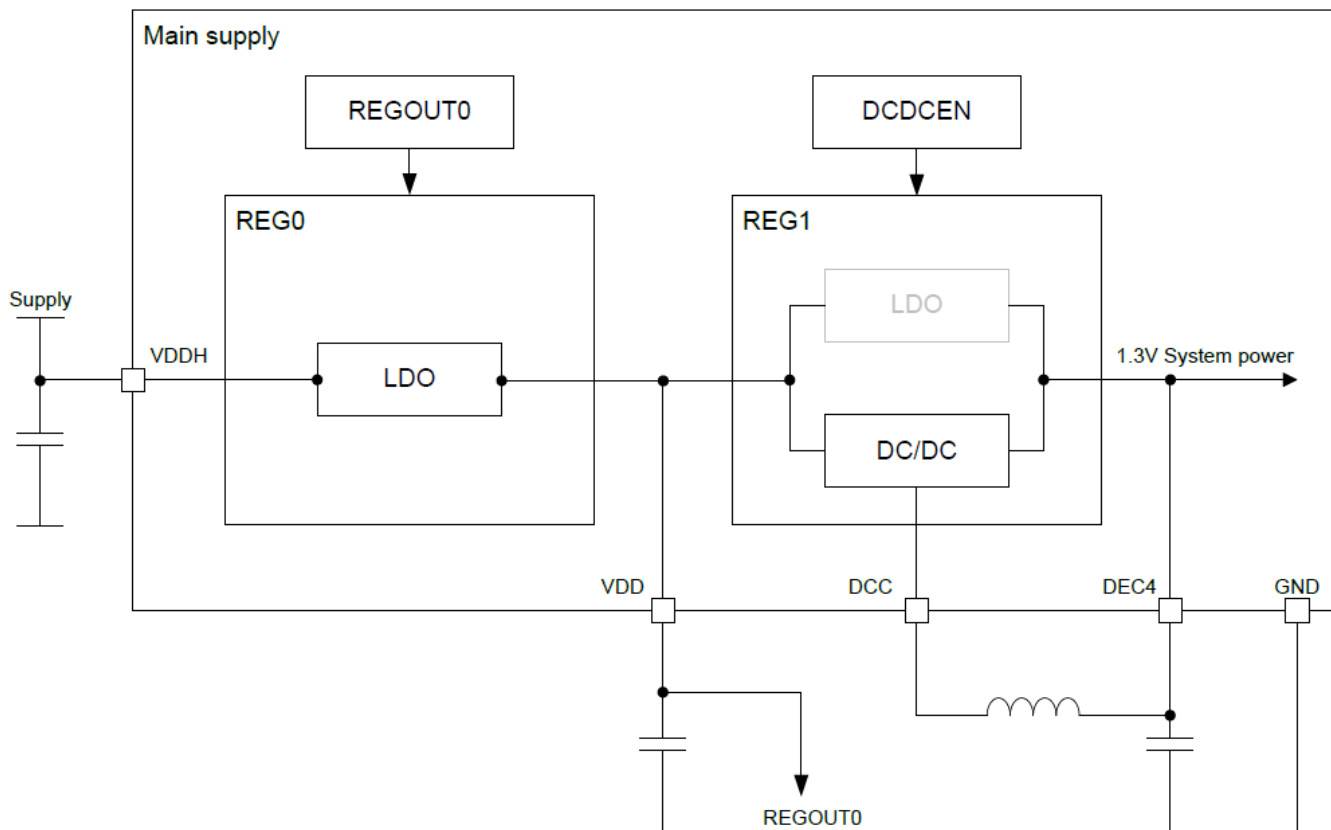 Main supply
REGOUT0
DCDCEN
REG0
REG1
Supply
LDO
VDDH
1.3V System power
LDO
DC/DC
VDD
DCC
DEC4
GND
REGOUT0